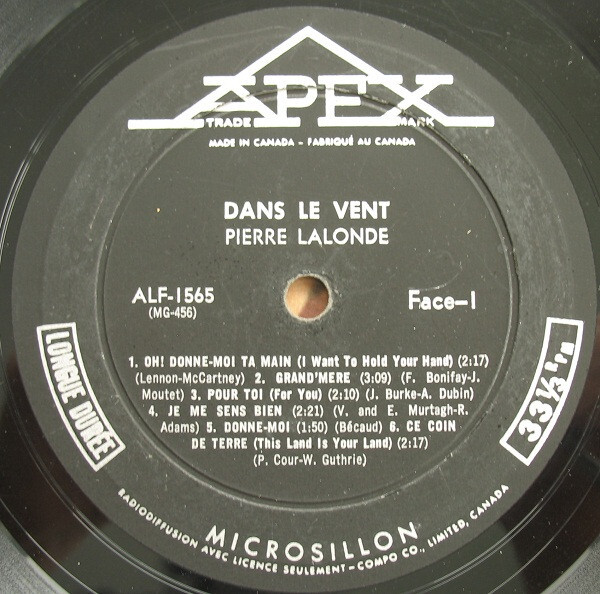 APEX
TRADE MARK
MADE IN CANADA – FABRIQUÉ AU CANADA
DANS LE VENT
PIERRE LALONDE
ALF-1565
(MG-456)
Face-1
LONGUE DURÉE
33 1/3 t.p.m
1. OH! DONNE-MOI TA MAIN (I Want To Hold Your Hand) (2:17)
(Lennon-McCartney) 2. GRAND'MERE (3:09) (F. Bonifay-J.
Moutet) 3. POUR TOI (For You) (2:10) (J. Burke-A. Dubin)
4. JE ME SENS BIEN (2:21) (V. and E. Murtagh-R.
Adams) 5. DONNE-MOI (1:50) (Bécaud) 6. CE COIN
DE TERRE (This Land Is Your Land) (2:17)
(P. Cour-W. Guthrie)
MICROSILLON
RADIODIFFUSION AVEC LICENCE SEULEMENT–COMPO CO., LIMITED, CANADA